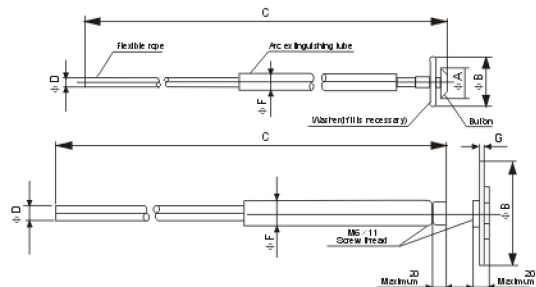 C
Flexible rope
Arc extinguishing tube
ΦD
ΦF
ΦA
ΦB
Washer(if it is necessary)
Button
C
G
ΦD
ΦF
M6×11
Screw thread
ΦB
20
Maximum
20
Maximum